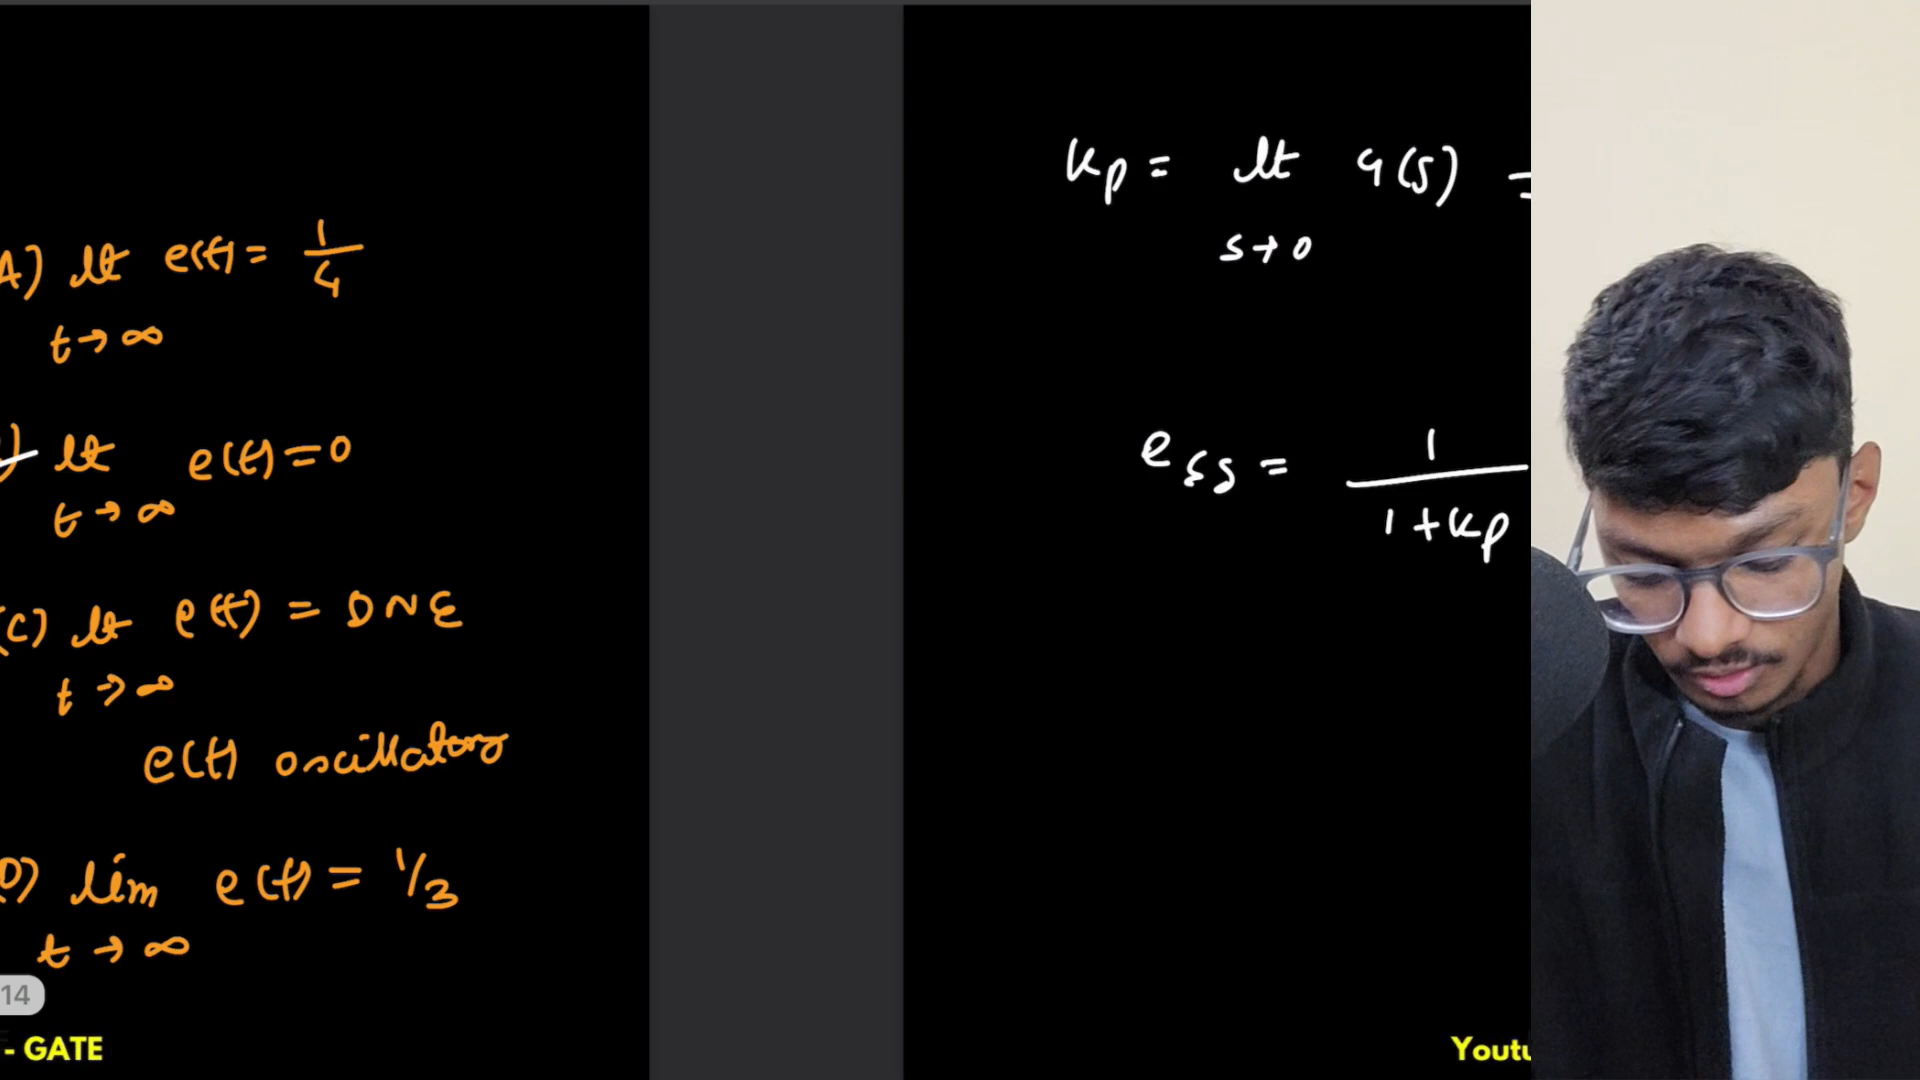 A) lt e(t) = 1/4
t→∞
) lt e(t)=0
t→∞
(C) lt e(t) = DNE
t→∞
e(t) oscillatory
D) lim e(t) = 1/3
t→∞
14
- GATE
Kp = lt G(s) =
s→0
ess = 1/(1+Kp)
Youtu